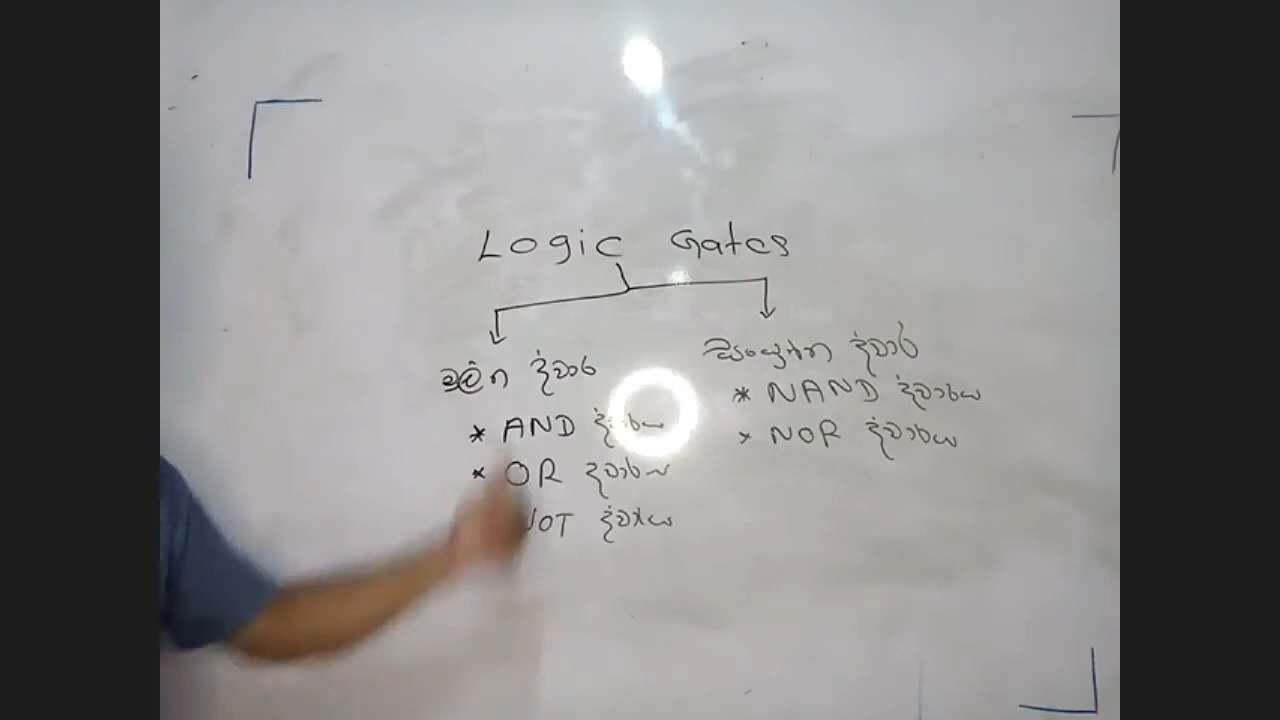 Logic Gates
මූලික ද්වාර
* AND ද්වාරය
* OR ද්වාරය
NOT ද්වාරය
සංයුක්ත ද්වාර
* NAND ද්වාරය
* NOR ද්වාරය